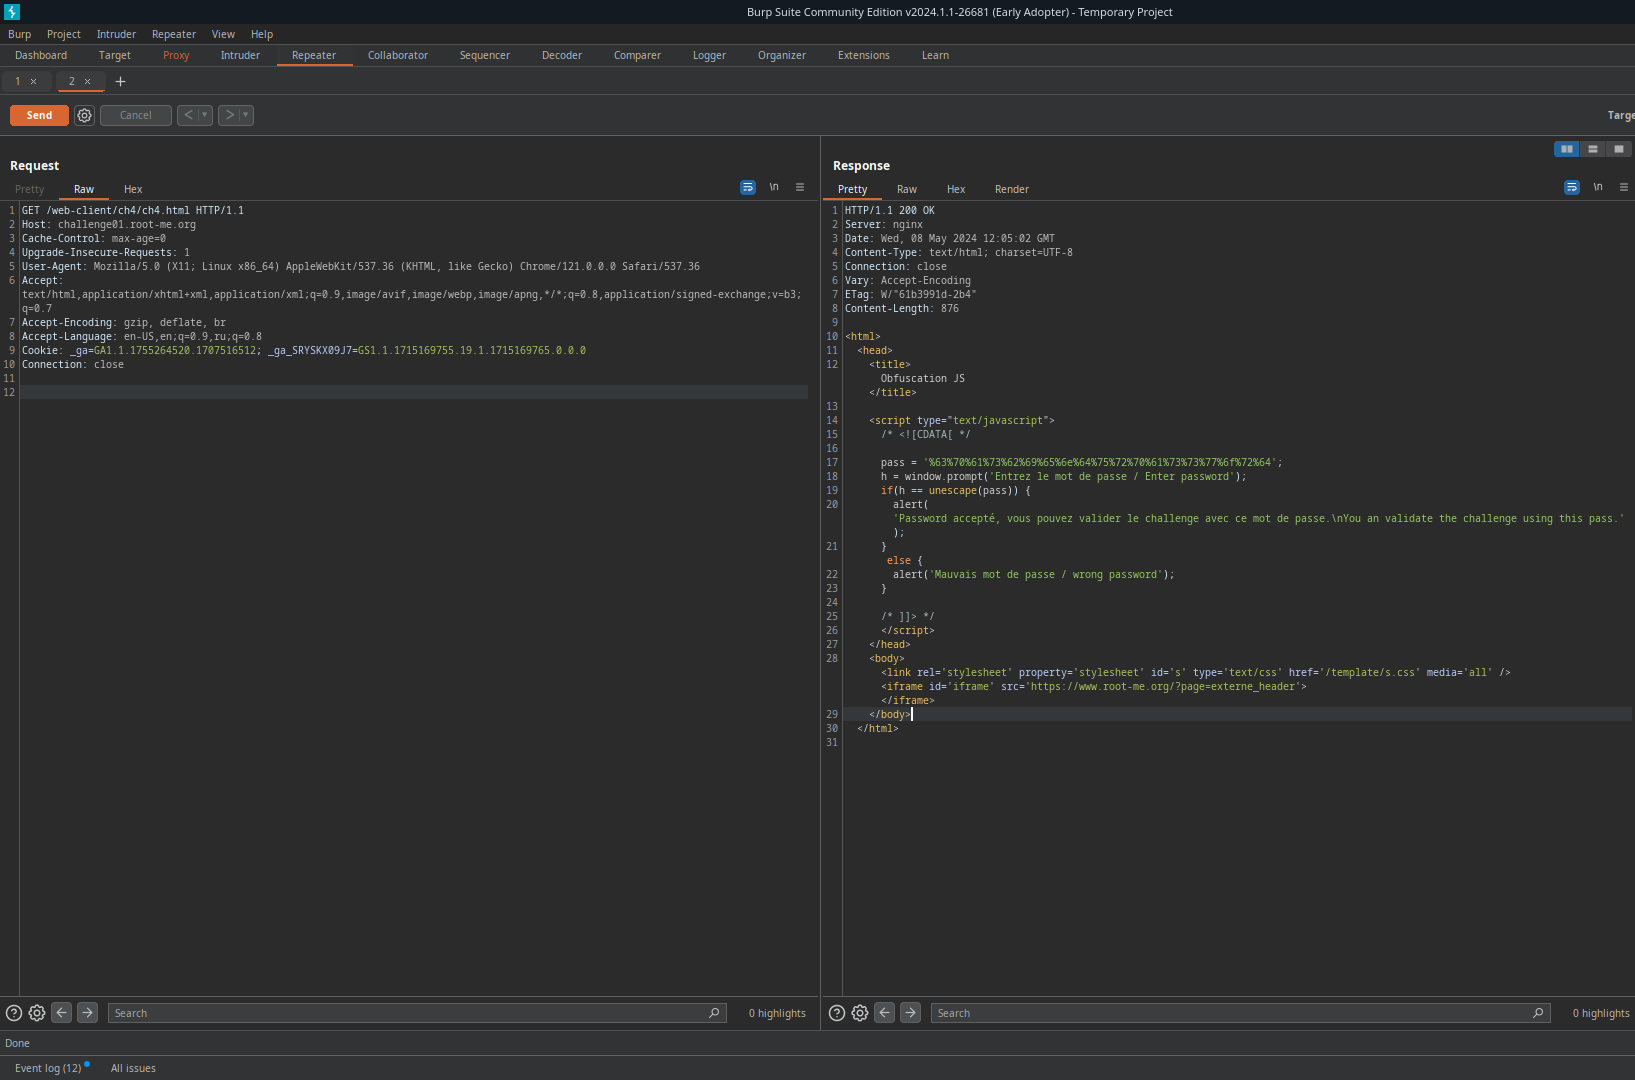 Burp Suite Community Edition v2024.1.1-26681 (Early Adopter) - Temporary Project
Burp Project Intruder Repeater View Help
Dashboard Target Proxy Intruder Repeater Collaborator Sequencer Decoder Comparer Logger Organizer Extensions Learn
1 × 2 × +
Send Cancel < >
Targe
Request
Pretty Raw Hex
\n
1 GET /web-client/ch4/ch4.html HTTP/1.1
2 Host: challenge01.root-me.org
3 Cache-Control: max-age=0
4 Upgrade-Insecure-Requests: 1
5 User-Agent: Mozilla/5.0 (X11; Linux x86_64) AppleWebKit/537.36 (KHTML, like Gecko) Chrome/121.0.0.0 Safari/537.36
6 Accept:
text/html,application/xhtml+xml,application/xml;q=0.9,image/avif,image/webp,image/apng,*/*;q=0.8,application/signed-exchange;v=b3;
q=0.7
7 Accept-Encoding: gzip, deflate, br
8 Accept-Language: en-US,en;q=0.9,ru;q=0.8
9 Cookie: _ga=GA1.1.1755264520.1707516512; _ga_SRYSKX09J7=GS1.1.1715169755.19.1.1715169765.0.0.0
10 Connection: close
11
12
Response
Pretty Raw Hex Render
\n
1 HTTP/1.1 200 OK
2 Server: nginx
3 Date: Wed, 08 May 2024 12:05:02 GMT
4 Content-Type: text/html; charset=UTF-8
5 Connection: close
6 Vary: Accept-Encoding
7 ETag: W/"61b3991d-2b4"
8 Content-Length: 876
9
10 <html>
11 <head>
12 <title>
Obfuscation JS
</title>
13
14 <script type="text/javascript">
15 /* <![CDATA[ */
16
17 pass = '%63%70%61%73%62%69%65%6e%64%75%72%70%61%73%73%77%6f%72%64';
18 h = window.prompt('Entrez le mot de passe / Enter password');
19 if(h == unescape(pass)) {
20 alert(
'Password accepté, vous pouvez valider le challenge avec ce mot de passe.\nYou an validate the challenge using this pass.'
);
21 }
else {
22 alert('Mauvais mot de passe / wrong password');
23 }
24
25 /* ]]> */
26 </script>
27 </head>
28 <body>
<link rel='stylesheet' property='stylesheet' id='s' type='text/css' href='/template/s.css' media='all' />
<iframe id='iframe' src='https://www.root-me.org/?page=externe_header'>
</iframe>
29 </body>
30 </html>
31
Search 0 highlights
Search 0 highlights
Done
Event log (12) All issues